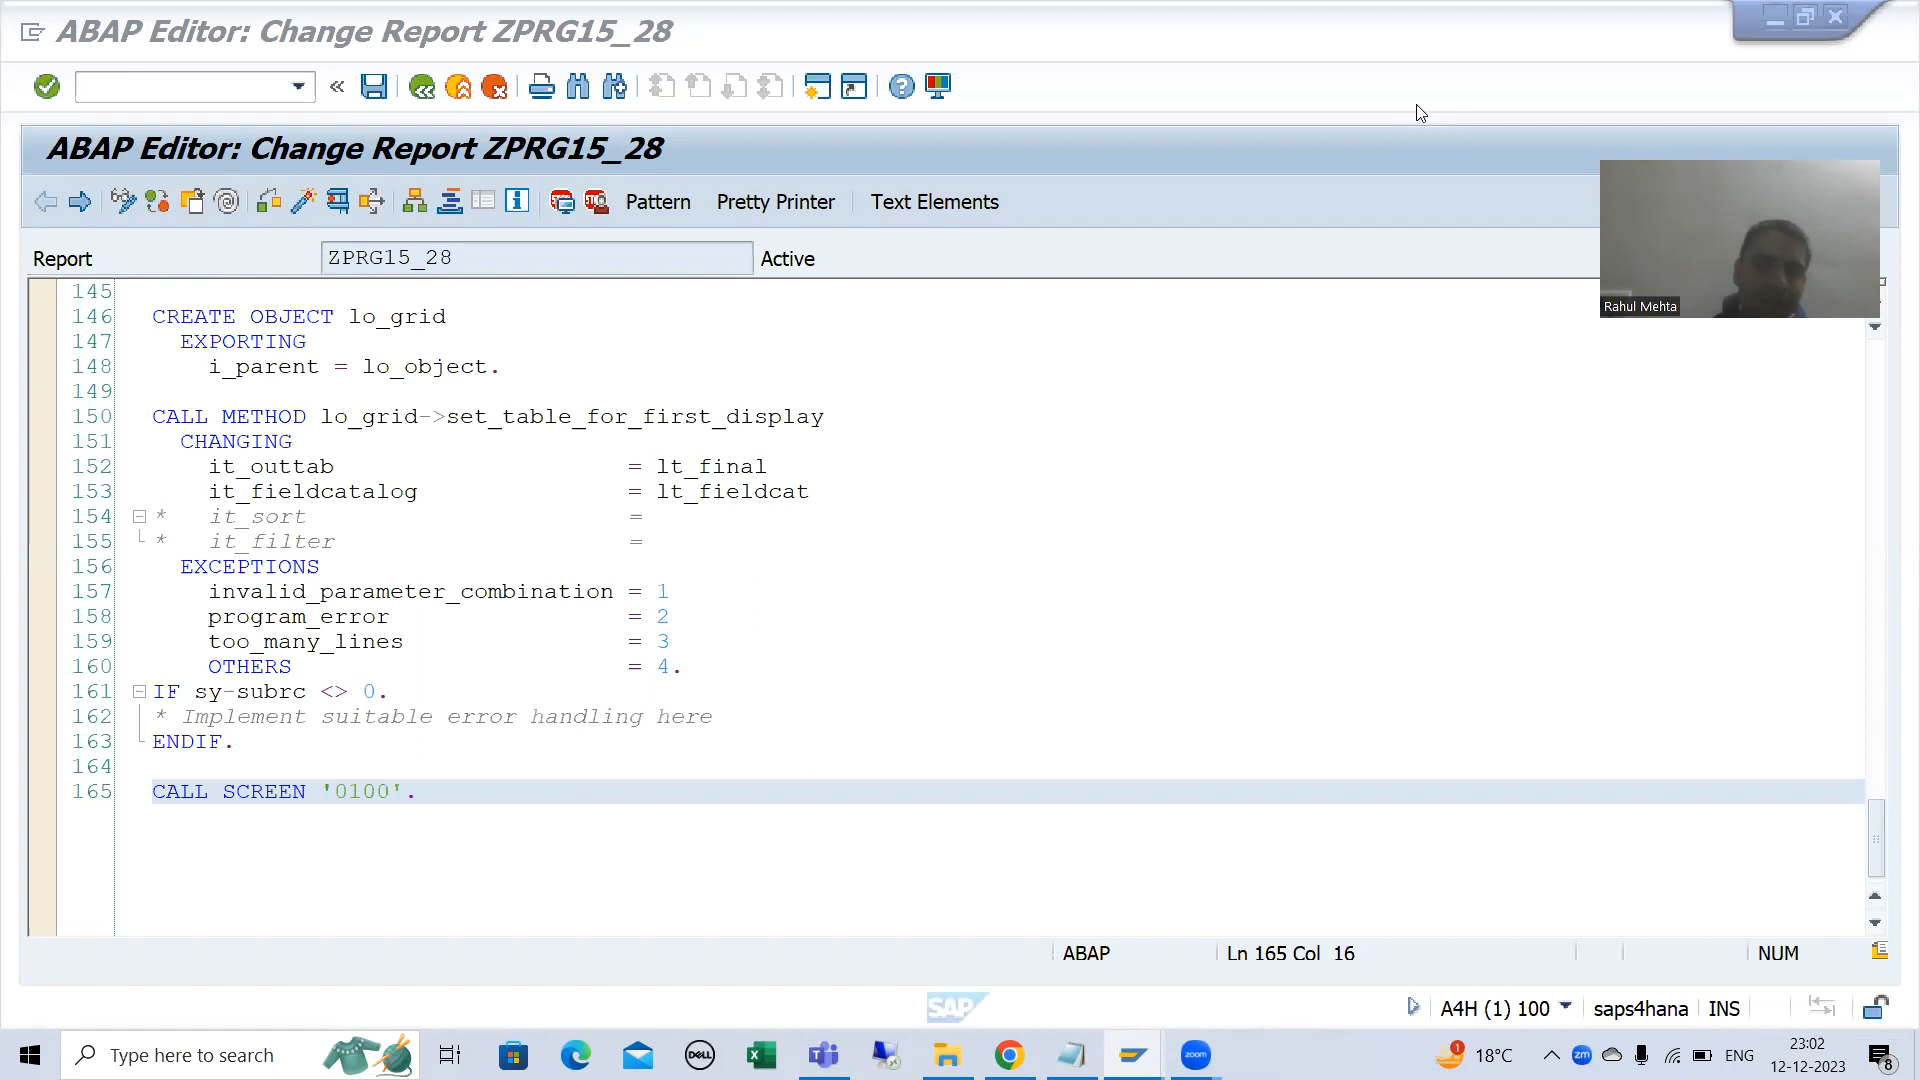 ABAP Editor: Change Report ZPRG15_28
ABAP Editor: Change Report ZPRG15_28
Pattern Pretty Printer Text Elements
Report ZPRG15_28 Active
Rahul Mehta
145
146 CREATE OBJECT lo_grid
147 EXPORTING
148 i_parent = lo_object.
149
150 CALL METHOD lo_grid->set_table_for_first_display
151 CHANGING
152 it_outtab = lt_final
153 it_fieldcatalog = lt_fieldcat
154 * it_sort =
155 * it_filter =
156 EXCEPTIONS
157 invalid_parameter_combination = 1
158 program_error = 2
159 too_many_lines = 3
160 OTHERS = 4.
161 IF sy-subrc <> 0.
162 * Implement suitable error handling here
163 ENDIF.
164
165 CALL SCREEN '0100'.
ABAP Ln 165 Col 16 NUM
SAP A4H (1) 100 saps4hana INS
Type here to search DELL zoom 1 18°C zm ENG 23:02
12-12-2023 8